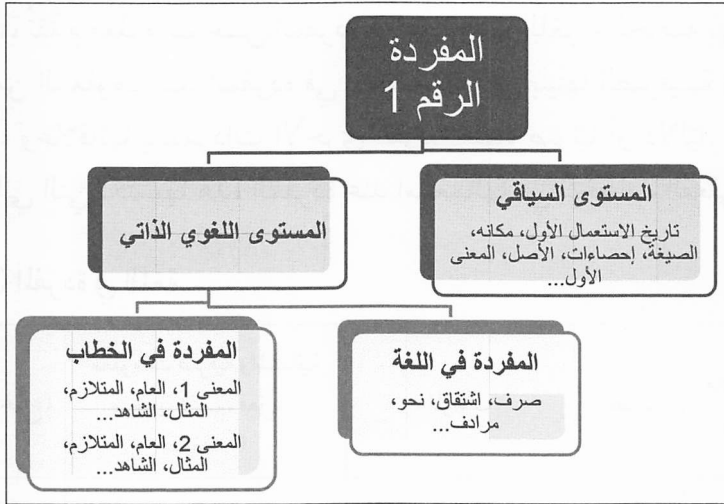 المفردة
الرقم 1
المستوى السياقي
تاريخ الاستعمال الأول، مكانه،
الصيغة، إحصاءات، الأصل، المعنى
الأول...
المستوى اللغوي الذاتي
المفردة في اللغة
صرف، اشتقاق، نحو،
مرادف...
المفردة في الخطاب
المعنى 1، العام، المتلازم،
المثال، الشاهد...
المعنى 2، العام، المتلازم،
المثال، الشاهد...